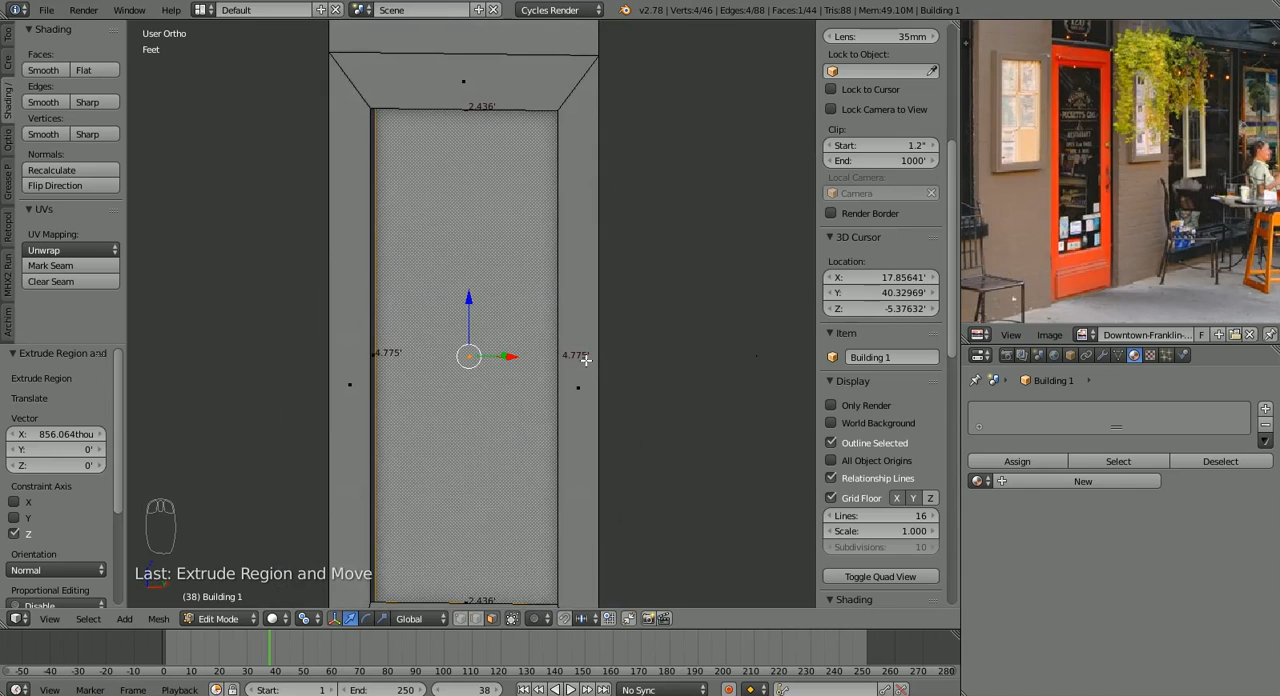 File Render Window Help Default Scene Cycles Render v2.78 | Verts:4/46 | Edges:4/88 | Faces:1/44 | Tris:88 | Mem:49.10M | Building 1
Shading
Faces:
Smooth Flat
Edges:
Smooth Sharp
Vertices:
Smooth Sharp
Normals:
Recalculate
Flip Direction
UVs
UV Mapping:
Unwrap
Mark Seam
Clear Seam
Too
Cre
Shading /
Optio
Grease P
Retopol
MHX2 Run
Archim
Extrude Region and
Extrude Region
Translate
Vector
X: 856.064thou
Y: 0'
Z: 0'
Constraint Axis
X
Y
Z
Orientation
Normal
Proportional Editing
Disable
User Ortho
Feet
2.436'
4.775'
4.775'
2.436'
Last: Extrude Region and Move
(38) Building 1
View Select Add Mesh Edit Mode Global
Lens: 35mm
Lock to Object:
Lock to Cursor
Lock Camera to View
Clip:
Start: 1.2"
End: 1000'
Local Camera:
Camera
Render Border
3D Cursor
Location:
X: 17.85641'
Y: 40.32969'
Z: -5.37632'
Item
Building 1
Display
Only Render
World Background
Outline Selected
All Object Origins
Relationship Lines
Grid Floor X Y Z
Lines: 16
Scale: 1.000
Subdivisions: 10
Toggle Quad View
Shading
View Image Downtown-Franklin-... F
Building 1
Assign Select Deselect
New
-50 -40 -30 -20 -10 0 10 20 30 40 50 60 70 80 90 100 110 120 130 140 150 160 170 180 190 200 210 220 230 240 250 260 270 280
View Marker Frame Playback Start: 1 End: 250 38 No Sync